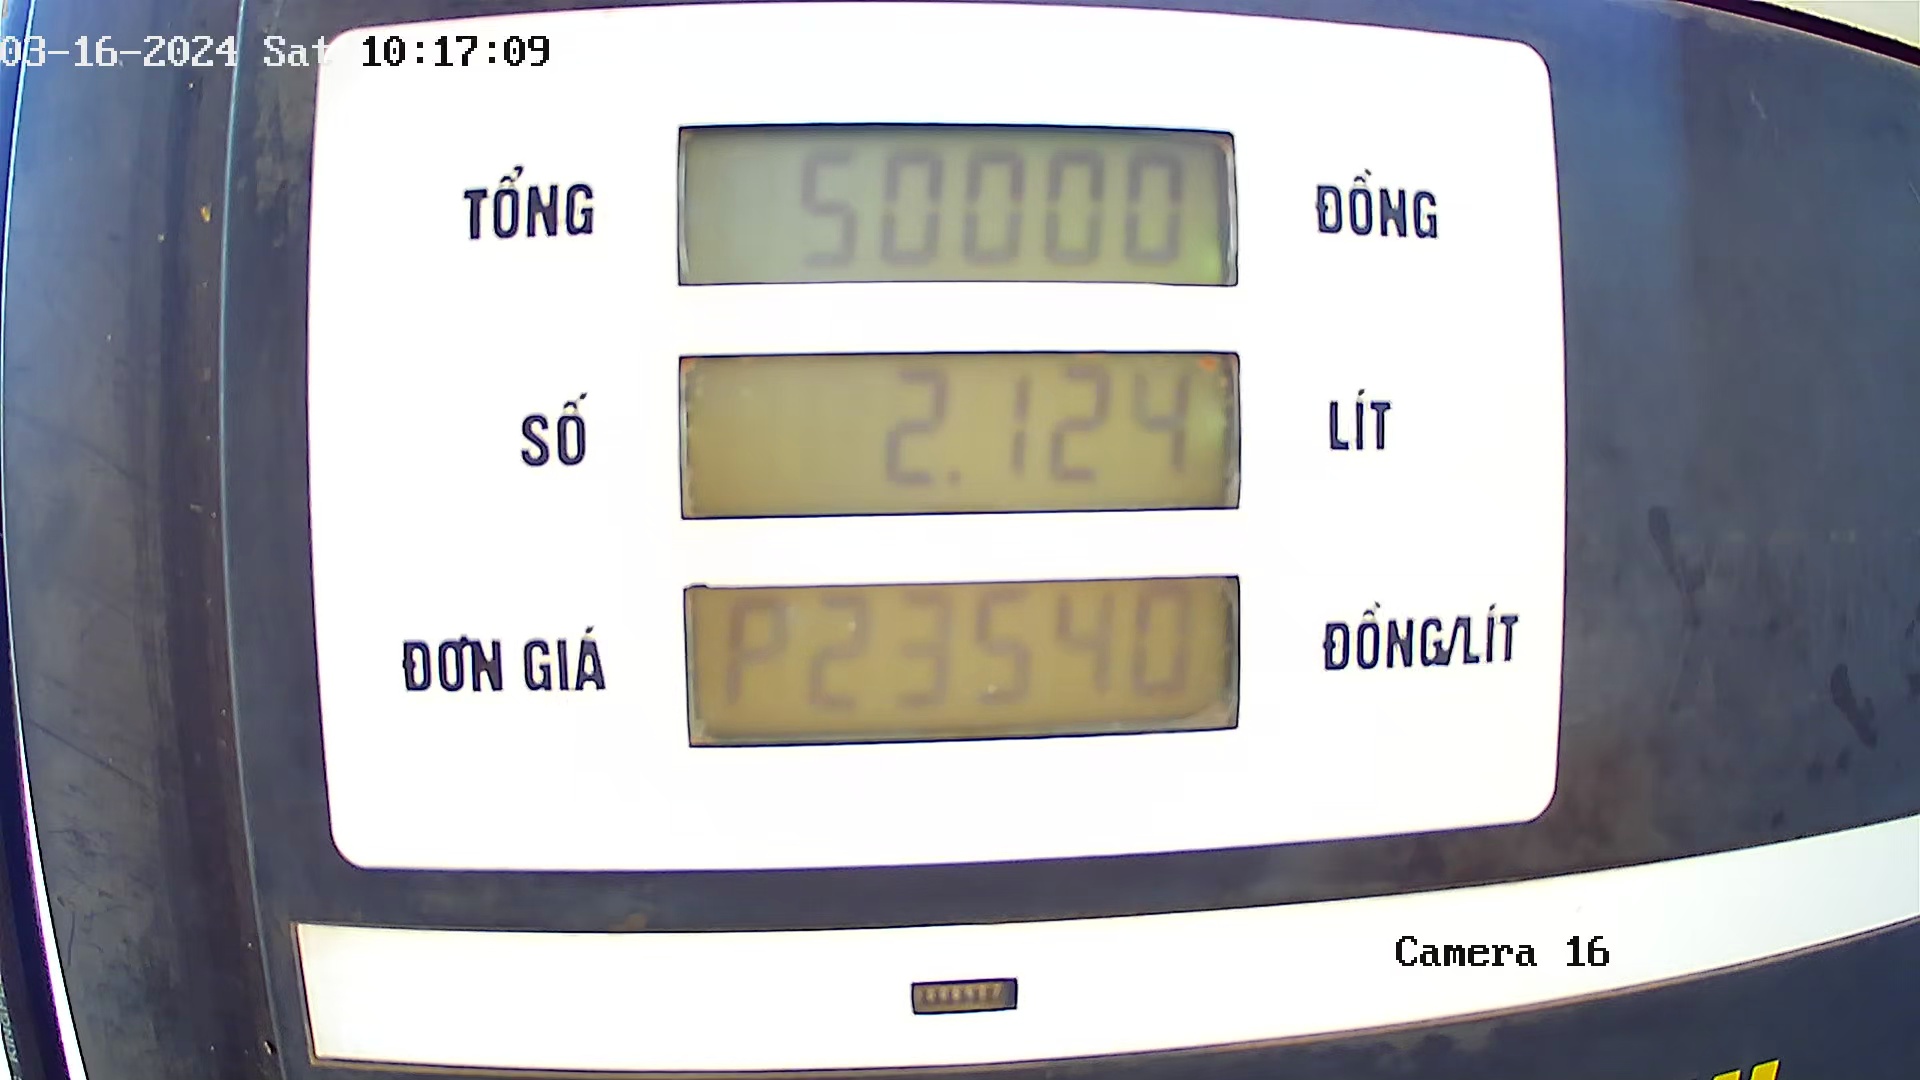 03-16-2024 Sat 10:17:09
TỔNG 50000 ĐỒNG
SỐ 2.124 LÍT
ĐƠN GIÁ P23540 ĐỒNG/LÍT
Camera 16